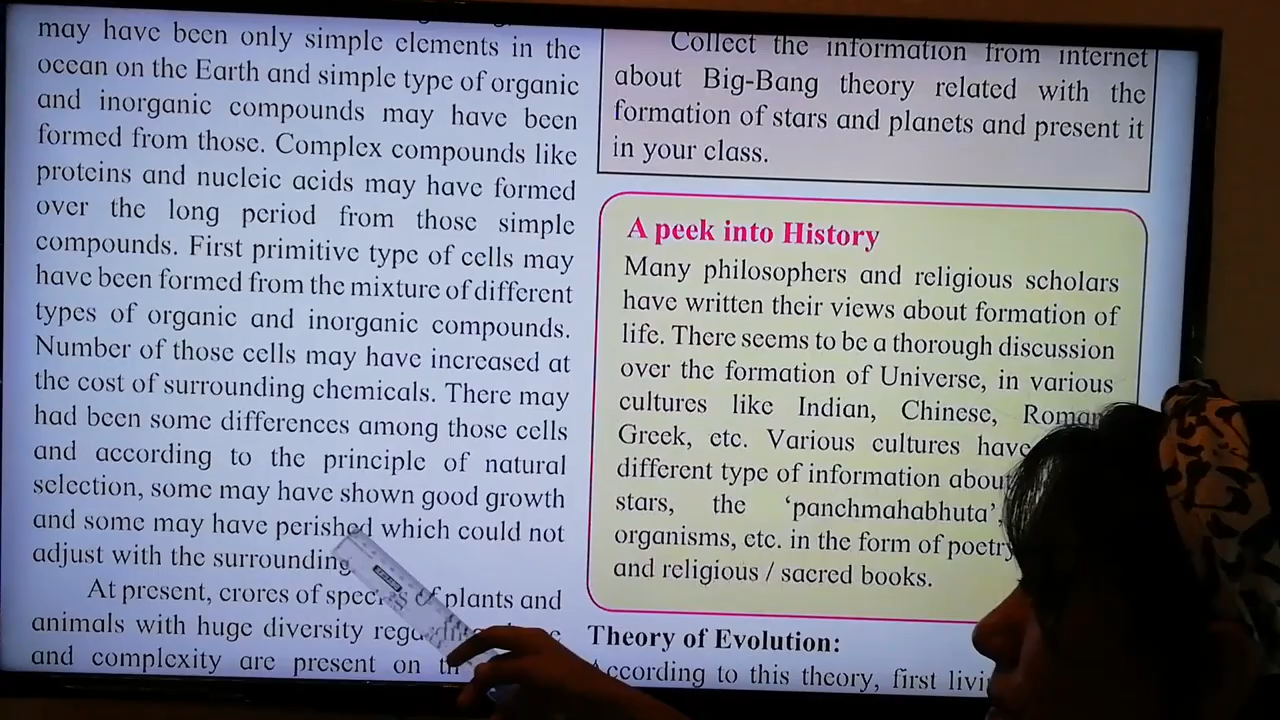 may have been only simple elements in the
ocean on the Earth and simple type of organic
and inorganic compounds may have been
formed from those. Complex compounds like
proteins and nucleic acids may have formed
over the long period from those simple
compounds. First primitive type of cells may
have been formed from the mixture of different
types of organic and inorganic compounds.
Number of those cells may have increased at
the cost of surrounding chemicals. There may
had been some differences among those cells
and according to the principle of natural
selection, some may have shown good growth
and some may have perished which could not
adjust with the surrounding
At present, crores of of plants and
animals with huge diversity
and complexity are present on
Collect the information from internet
about Big-Bang theory related with the
formation of stars and planets and present it
in your class.
A peek into History
Many philosophers and religious scholars
have written their views about formation of
life. There seems to be a thorough discussion
over the formation of Universe, in various
cultures like Indian, Chinese, Roman,
Greek, etc. Various cultures have
different type of information about
stars, the ‘panchmahabhuta’,
organisms, etc. in the form of poetry
and religious / sacred books.
Theory of Evolution:
According to this theory, first